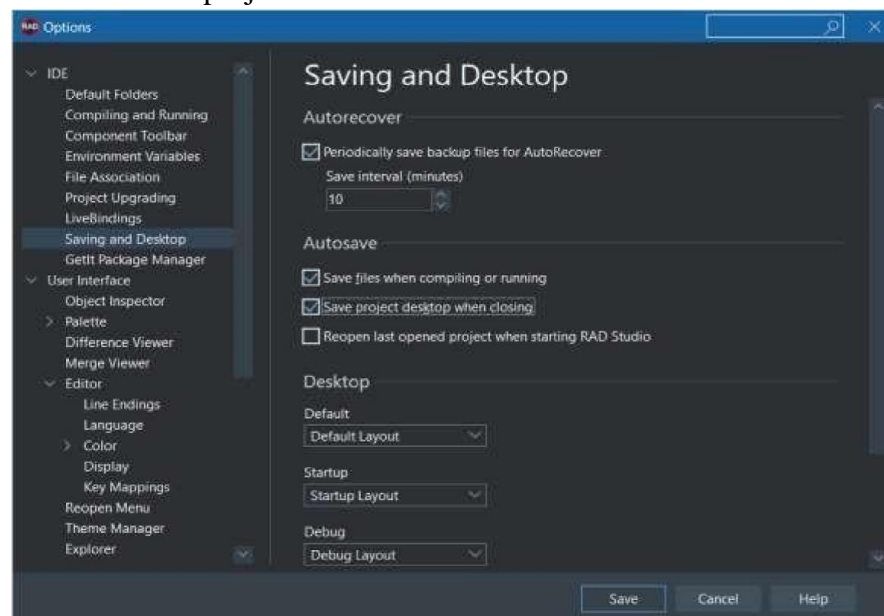 proj
RAD Options
IDE
Default Folders
Compiling and Running
Component Toolbar
Environment Variables
File Association
Project Upgrading
LiveBindings
Saving and Desktop
GetIt Package Manager
User Interface
Object Inspector
Palette
Difference Viewer
Merge Viewer
Editor
Line Endings
Language
Color
Display
Key Mappings
Reopen Menu
Theme Manager
Explorer
Saving and Desktop
Autorecover
Periodically save backup files for AutoRecover
Save interval (minutes)
10
Autosave
Save files when compiling or running
Save project desktop when closing
Reopen last opened project when starting RAD Studio
Desktop
Default
Default Layout
Startup
Startup Layout
Debug
Debug Layout
Save Cancel Help